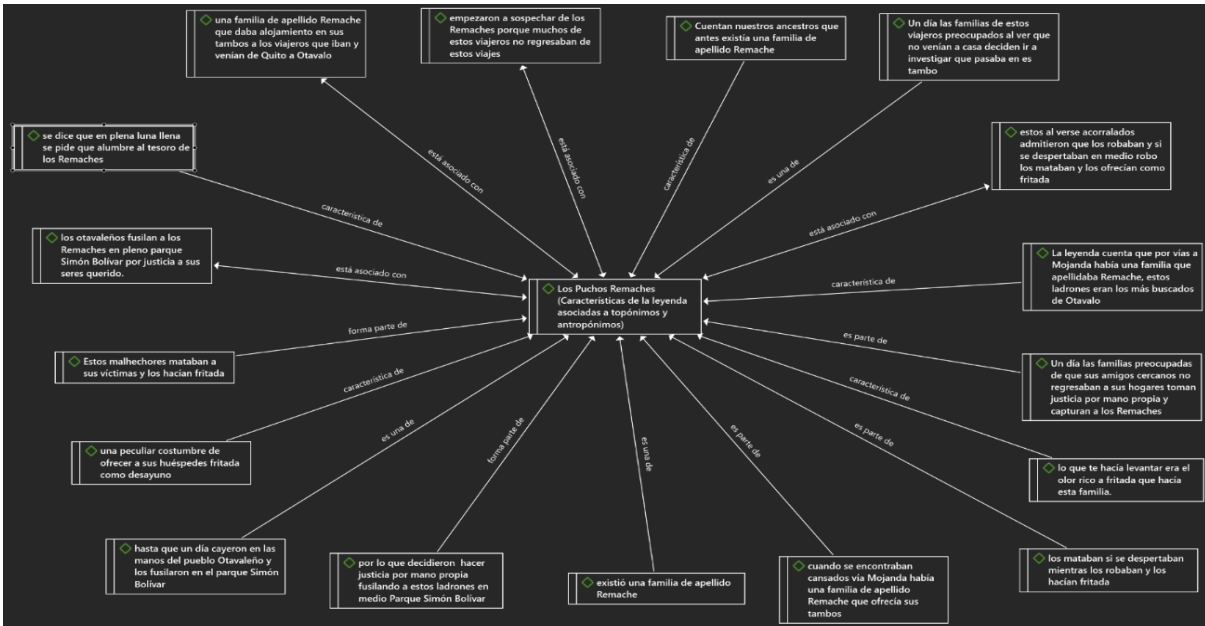 una familia de apellido Remache
que daba alojamiento en sus
tambos a los viajeros que iban y
venían de Quito a Otavalo
empezaron a sospechar de los
Remaches porque muchos de
estos viajeros no regresaban de
estos viajes
Cuentan nuestros ancestros que
antes existía una familia de
apellido Remache
Un día las familias de estos
viajeros preocupados al ver que
no venían a casa deciden ir a
investigar que pasaba en es
tambo
se dice que en plena luna llena
se pide que alumbre al tesoro de
los Remaches
estos al verse acorralados
admitieron que los robaban y si
se despertaban en medio robo
los mataban y los ofrecían como
fritada
está asociado con
está asociado con
característica de
es una de
está asociado con
característica de
los otavaleños fusilan a los
Remaches en pleno parque
Simón Bolívar por justicia a sus
seres querido.
está asociado con
Los Puchos Remaches
(Características de la leyenda
asociadas a topónimos y
antropónimos)
característica de
La leyenda cuenta que por vías a
Mojanda había una familia que
apellidaba Remache, estos
ladrones eran los más buscados
de Otavalo
Estos malhechores mataban a
sus víctimas y los hacían fritada
forma parte de
es parte de
Un día las familias preocupadas
de que sus amigos cercanos no
regresaban a sus hogares toman
justicia por mano propia y
capturan a los Remaches
una peculiar costumbre de
ofrecer a sus huéspedes fritada
como desayuno
característica de
característica de
lo que te hacía levantar era el
olor rico a fritada que hacía
esta familia.
es una de
forma parte de
es una de
es parte de
es parte de
hasta que un día cayeron en las
manos del pueblo Otavaleño y
los fusilaron en el parque Simón
Bolívar
por lo que decidieron hacer
justicia por mano propia
fusilando a estos ladrones en
medio Parque Simón Bolívar
existió una familia de apellido
Remache
cuando se encontraban
cansados vía Mojanda había
una familia de apellido
Remache que ofrecía sus
tambos
los mataban si se despertaban
mientras los robaban y los
hacían fritada